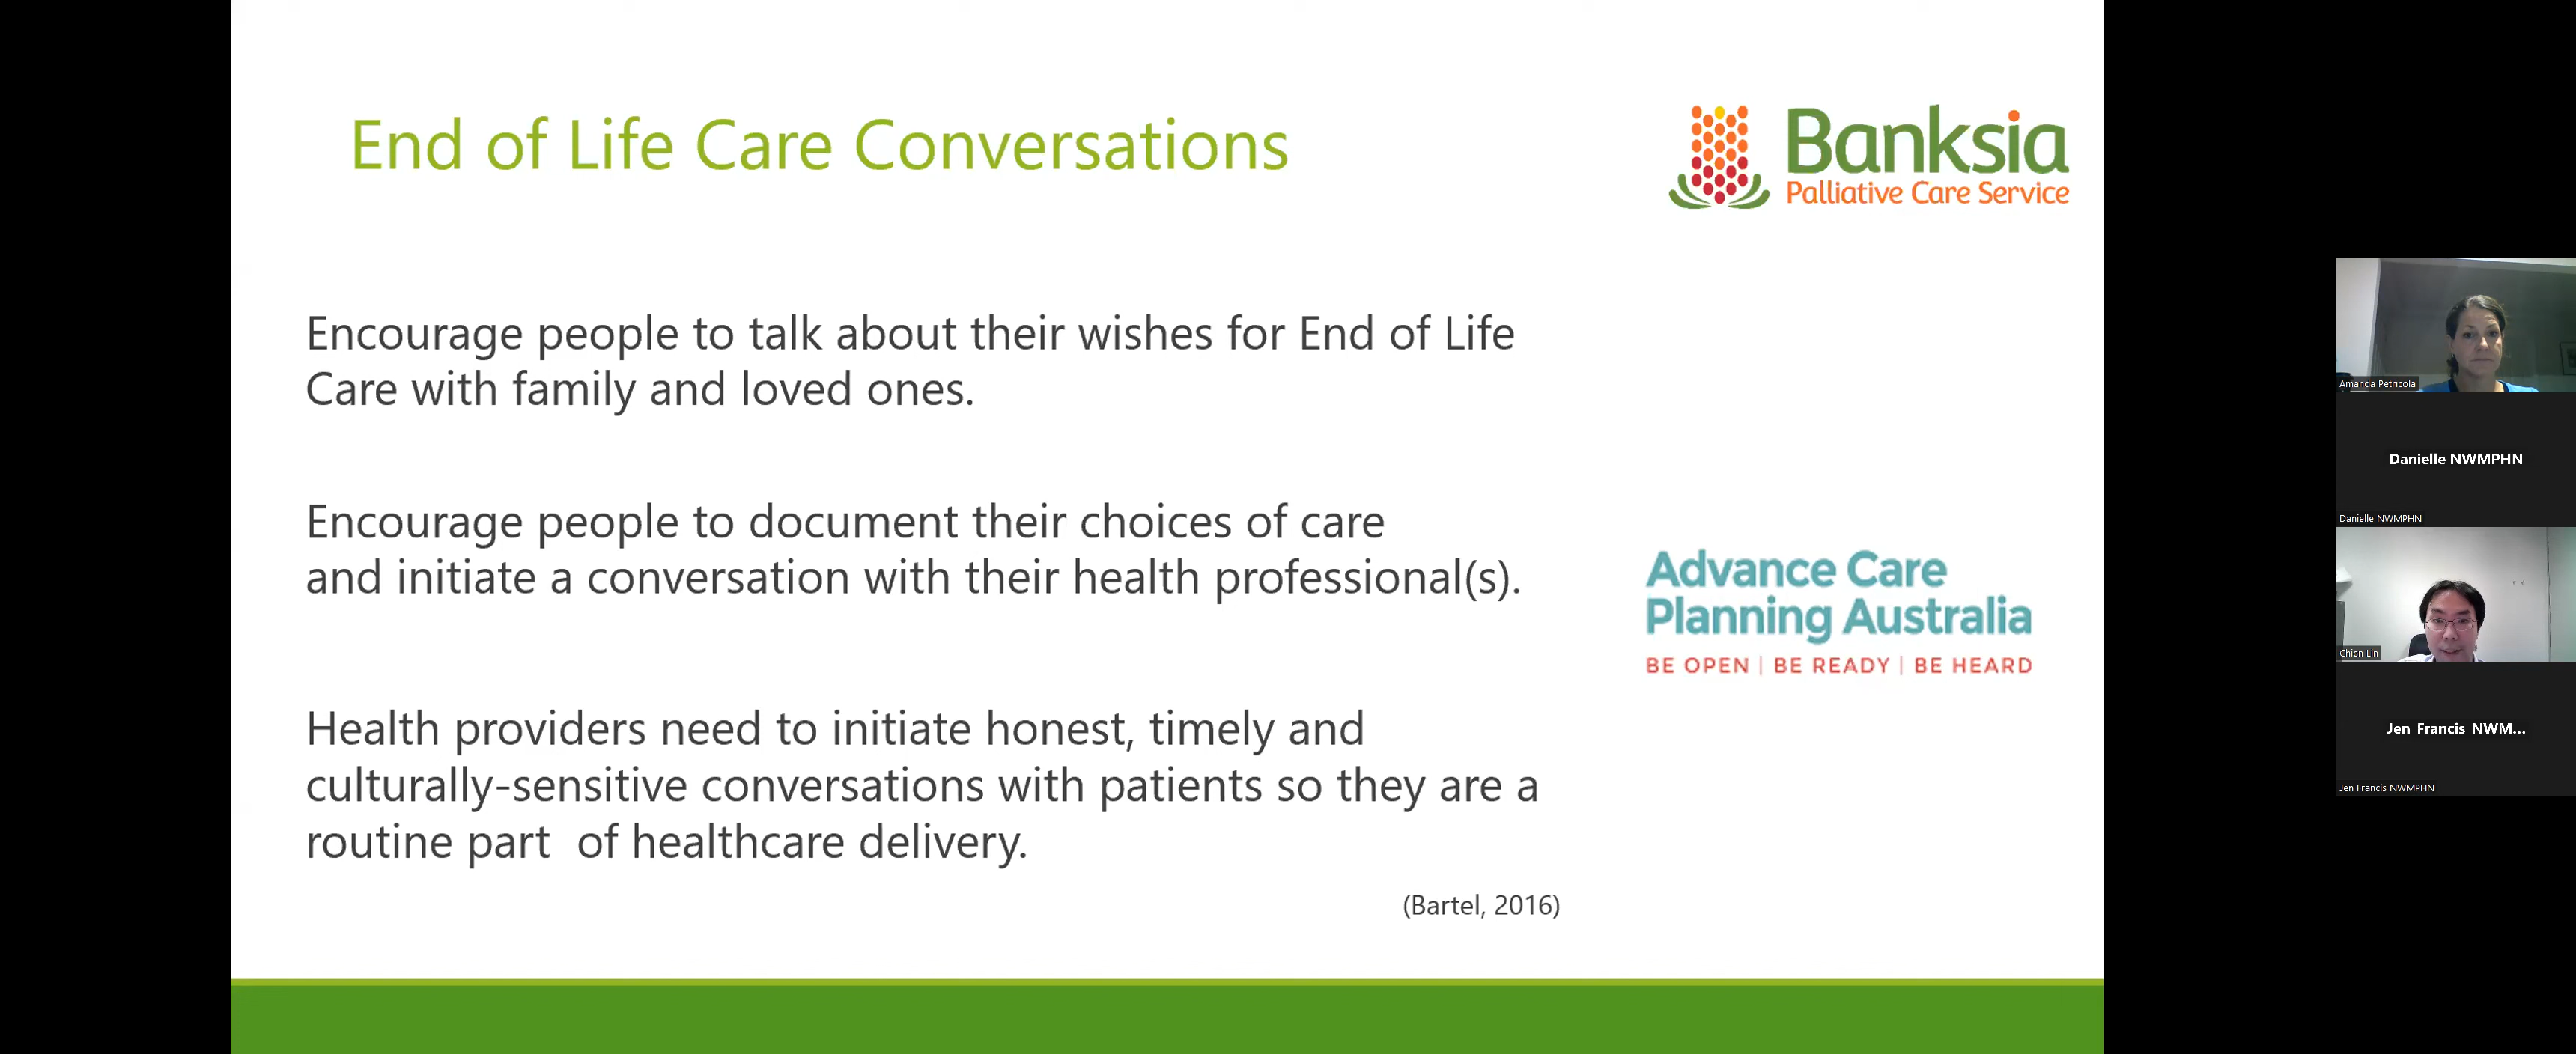 End of Life Care Conversations
Banksia
Palliative Care Service
Encourage people to talk about their wishes for End of Life
Care with family and loved ones.
Encourage people to document their choices of care
and initiate a conversation with their health professional(s).
Advance Care
Planning Australia
BE OPEN | BE READY | BE HEARD
Health providers need to initiate honest, timely and
culturally-sensitive conversations with patients so they are a
routine part  of healthcare delivery.
(Bartel, 2016)
Amanda Petricola
Danielle NWMPHN
Danielle NWMPHN
Chien Lin
Jen Francis NWM...
Jen Francis NWMPHN